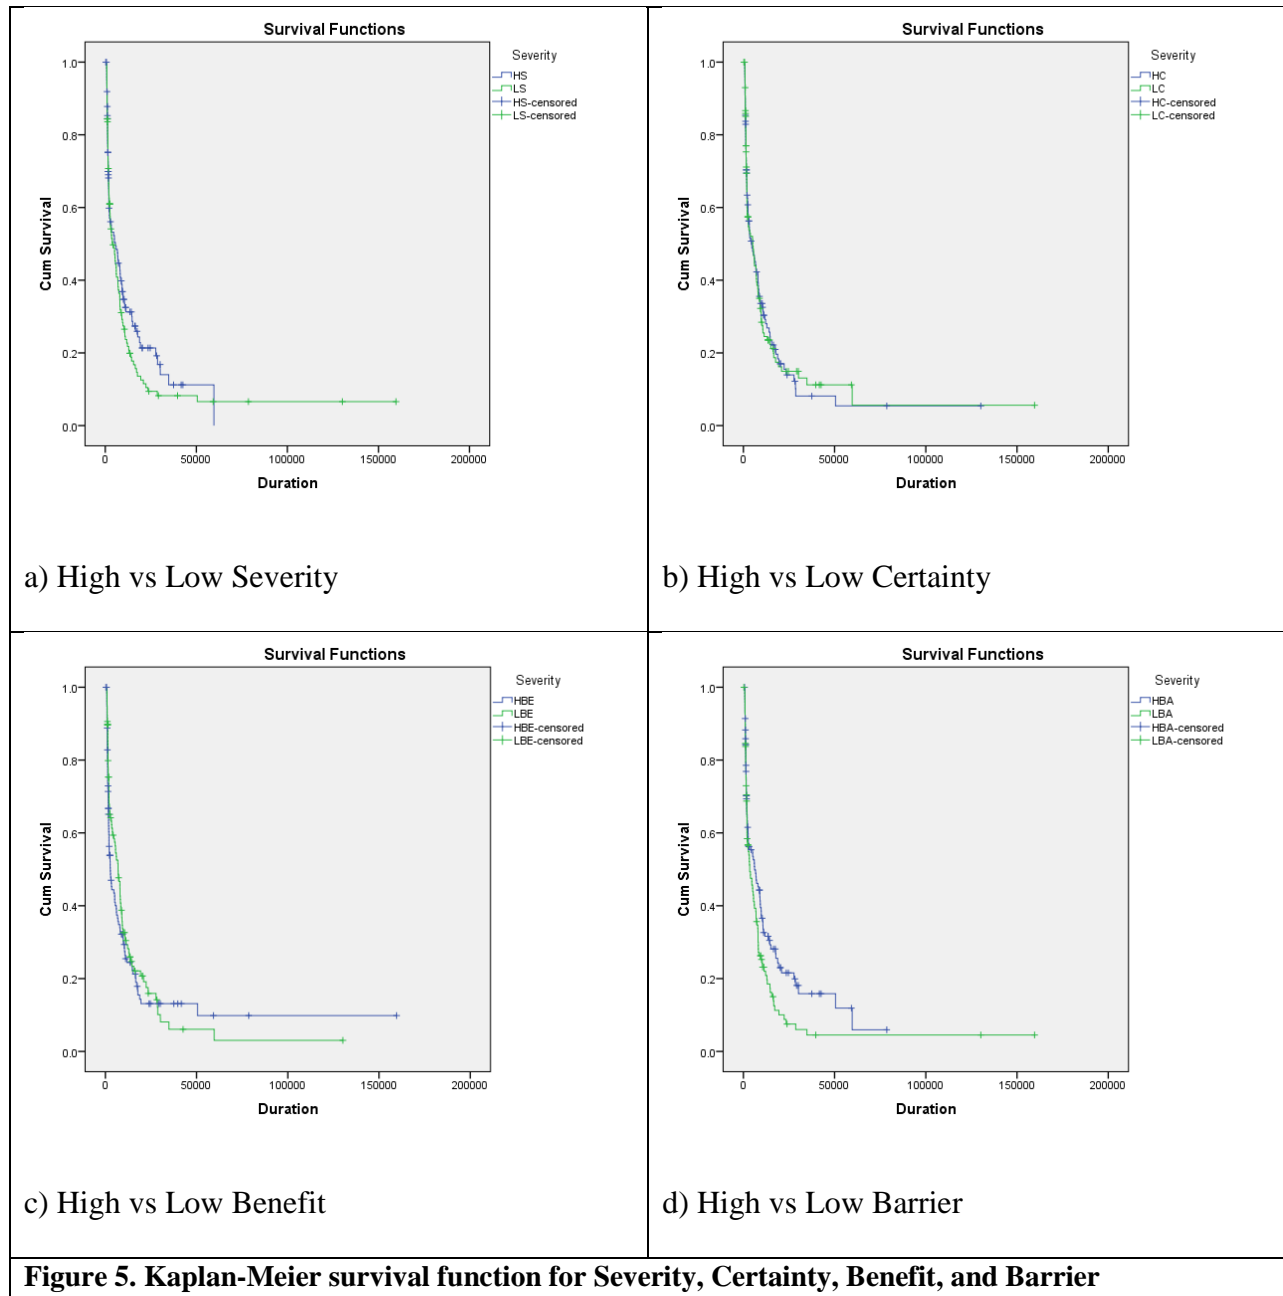 Survival Functions
Severity
HS
LS
HS-censored
LS-censored
1.0
0.8
0.6
0.4
0.2
0.0
Cum Survival
0 50000 100000 150000 200000
Duration
a) High vs Low Severity
Survival Functions
Severity
HC
LC
HC-censored
LC-censored
1.0
0.8
0.6
0.4
0.2
0.0
Cum Survival
0 50000 100000 150000 200000
Duration
b) High vs Low Certainty
Survival Functions
Severity
HBE
LBE
HBE-censored
LBE-censored
1.0
0.8
0.6
0.4
0.2
0.0
Cum Survival
0 50000 100000 150000 200000
Duration
c) High vs Low Benefit
Survival Functions
Severity
HBA
LBA
HBA-censored
LBA-censored
1.0
0.8
0.6
0.4
0.2
0.0
Cum Survival
0 50000 100000 150000 200000
Duration
d) High vs Low Barrier
Figure 5. Kaplan-Meier survival function for Severity, Certainty, Benefit, and Barrier